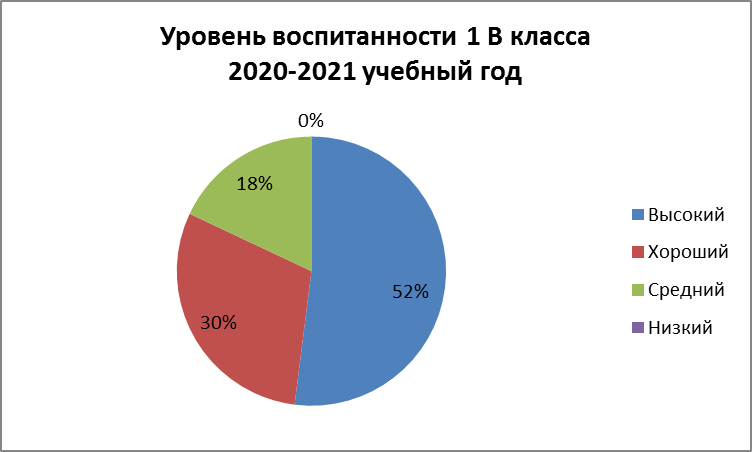 Уровень воспитанности 1 В класса
2020-2021 учебный год
0%
18%
52%
30%
Высокий
Хороший
Средний
Низкий